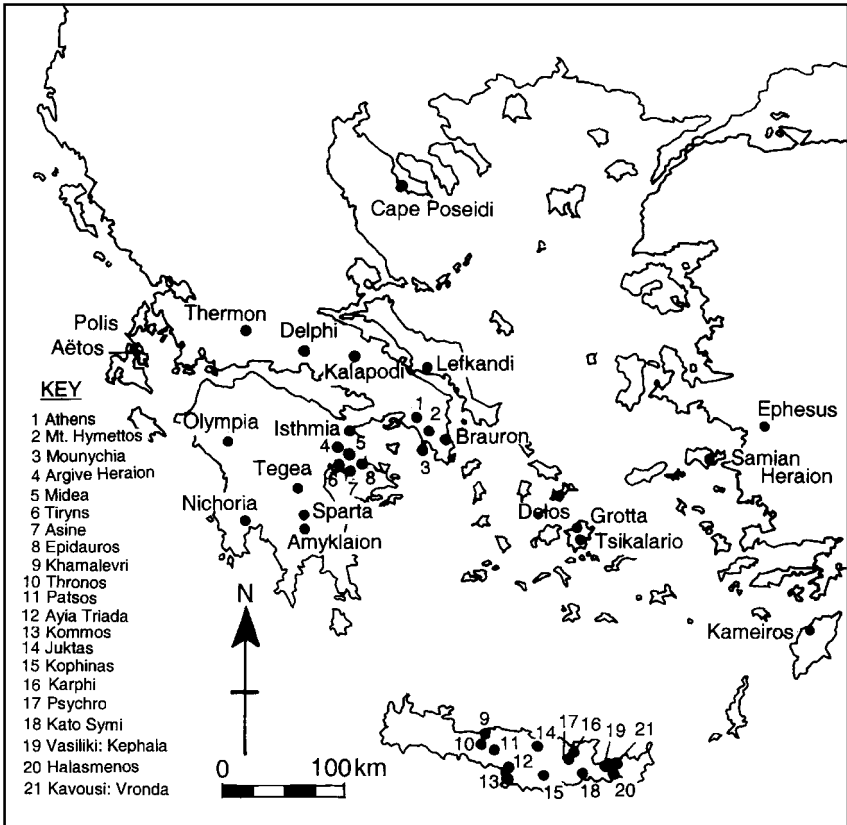 Cape Poseidi
Thermon
Polis
Delphi
Aëtos
Kalapodi
Lefkandi
KEY
1 Athens
2 Mt. Hymettos
3 Mounychia
4 Argive Heraion
5 Midea
6 Tiryns
7 Asine
8 Epidauros
9 Khamalevri
10 Thronos
11 Patsos
12 Ayia Triada
13 Kommos
14 Juktas
15 Kophinas
16 Karphi
17 Psychro
18 Kato Symi
19 Vasiliki: Kephala
20 Halasmenos
21 Kavousi: Vronda
Olympia
Isthmia
1
2
3
4
5
6
7
8
Brauron
Ephesus
Samian
Heraion
Tegea
Nichoria
Sparta
Amyklaion
Delos
Grotta
Tsikalario
Kameiros
N
0 100km
9
10
11
12
13
14
15
16
17
18
19
20
21